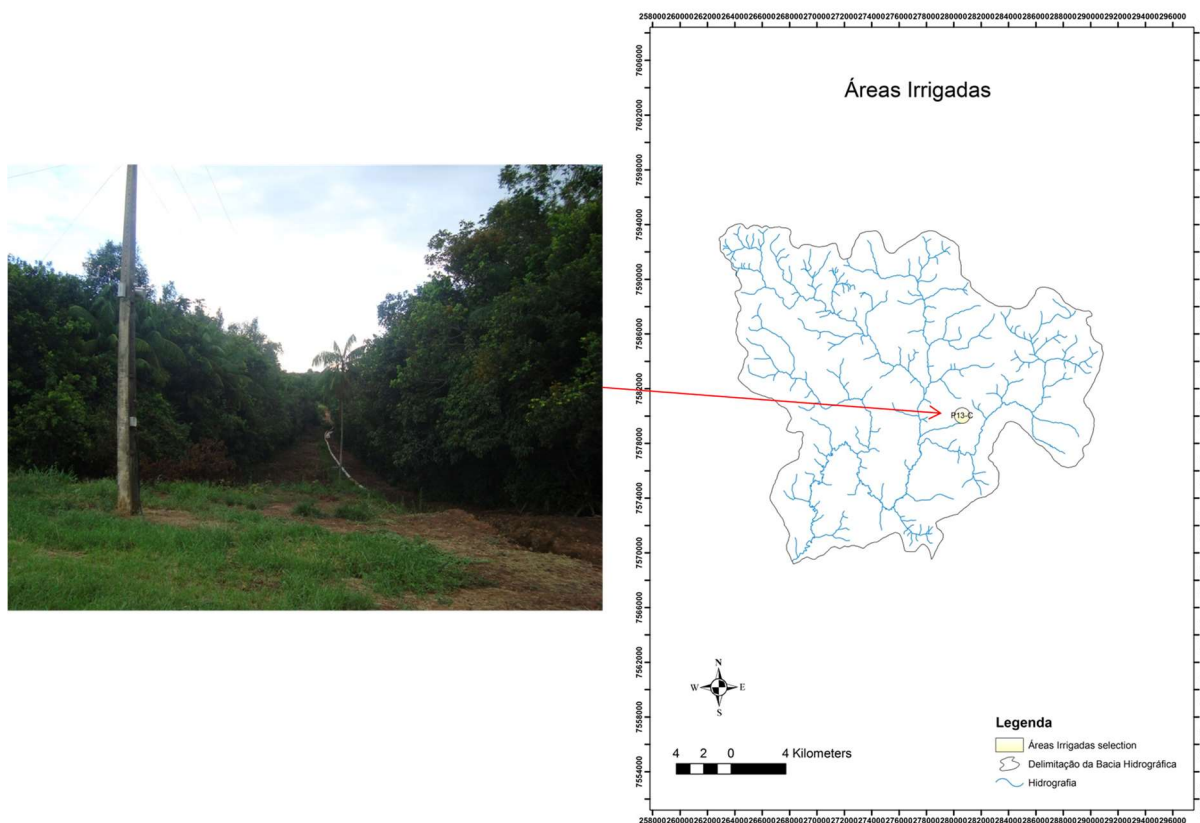 258000260000262000264000266000268000270000272000274000276000278000280000282000284000286000288000290000292000294000296000
Áreas Irrigadas
7606000
7602000
7598000
7594000
7590000
7586000
7582000
7578000
7574000
7570000
7566000
7562000
7558000
7554000
P13-C
N
W E
S
4 2 0 4 Kilometers
Legenda
Áreas Irrigadas selection
Delimitação da Bacia Hidrográfica
Hidrografia
258000260000262000264000266000268000270000272000274000276000278000280000282000284000286000288000290000292000294000296000